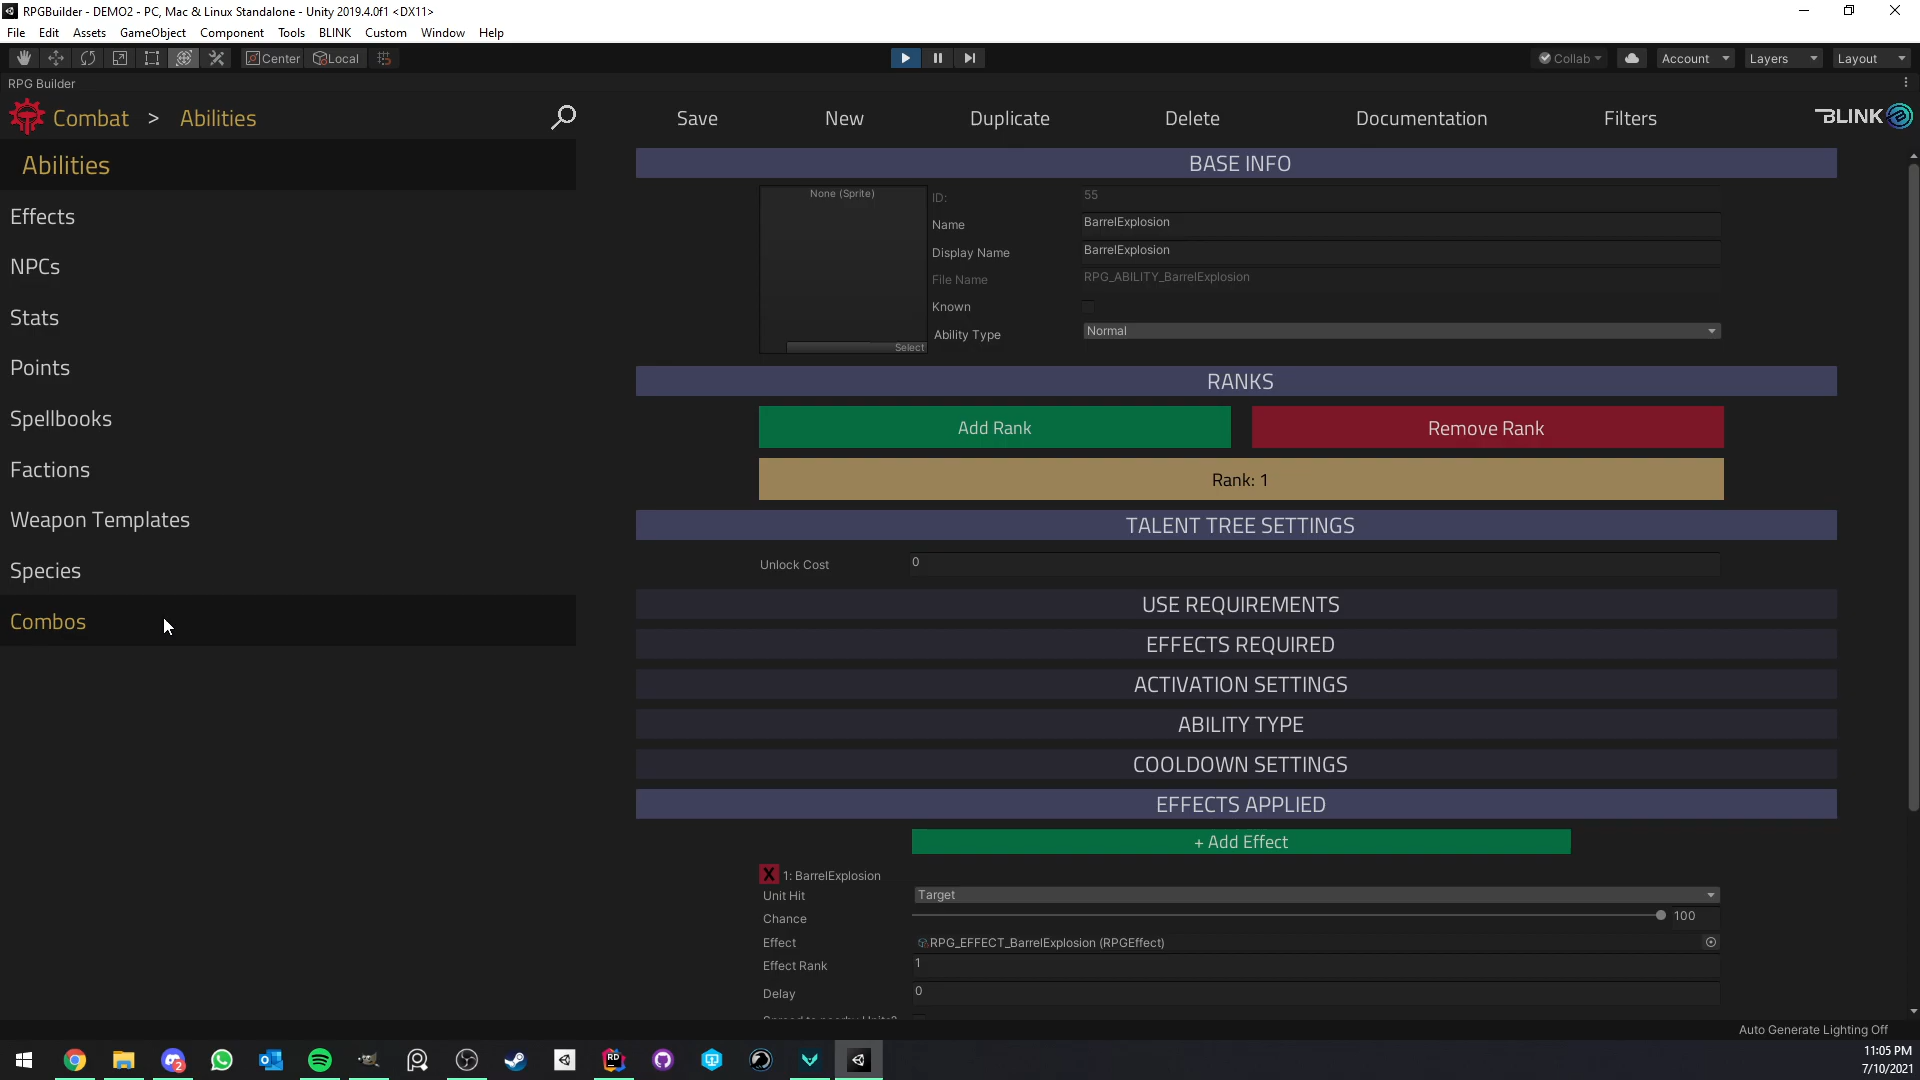 RPGBuilder - DEMO2 - PC, Mac & Linux Standalone - Unity 2019.4.0f1 <DX11>
File Edit Assets GameObject Component Tools BLINK Custom Window Help
Center Local Collab Account Layers Layout
RPG Builder
Combat > Abilities
Save New Duplicate Delete Documentation Filters BLINK
Abilities
Effects
NPCs
Stats
Points
Spellbooks
Factions
Weapon Templates
Species
Combos
BASE INFO
None (Sprite)
Select
ID: 55
Name BarrelExplosion
Display Name BarrelExplosion
File Name RPG_ABILITY_BarrelExplosion
Known
Ability Type Normal
RANKS
Add Rank Remove Rank
Rank: 1
TALENT TREE SETTINGS
Unlock Cost 0
USE REQUIREMENTS
EFFECTS REQUIRED
ACTIVATION SETTINGS
ABILITY TYPE
COOLDOWN SETTINGS
EFFECTS APPLIED
+ Add Effect
X 1: BarrelExplosion
Unit Hit Target
Chance 100
Effect RPG_EFFECT_BarrelExplosion (RPGEffect)
Effect Rank 1
Delay 0
Auto Generate Lighting Off
2
RD
11:05 PM
7/10/2021